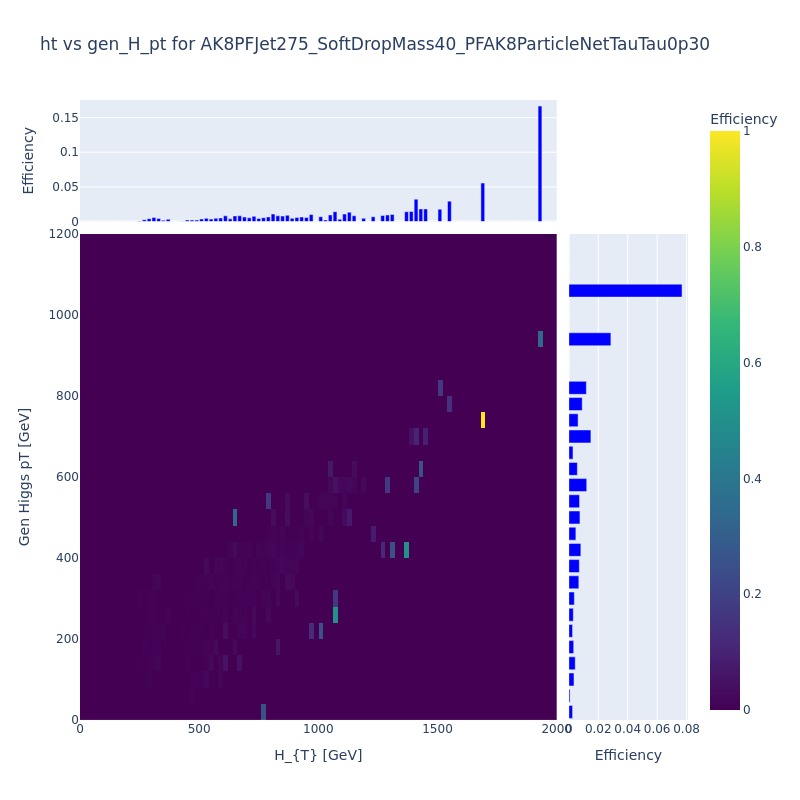 ht vs gen_H_pt for AK8PFJet275_SoftDropMass40_PFAK8ParticleNetTauTau0p30
Efficiency
0.15
0.1
0.05
0
Efficiency
1
0.8
0.6
0.4
0.2
0
Gen Higgs pT [GeV]
1200
1000
800
600
400
200
0
0 500 1000 1500 2000
H_{T} [GeV]
0 0.02 0.04 0.06 0.08
Efficiency